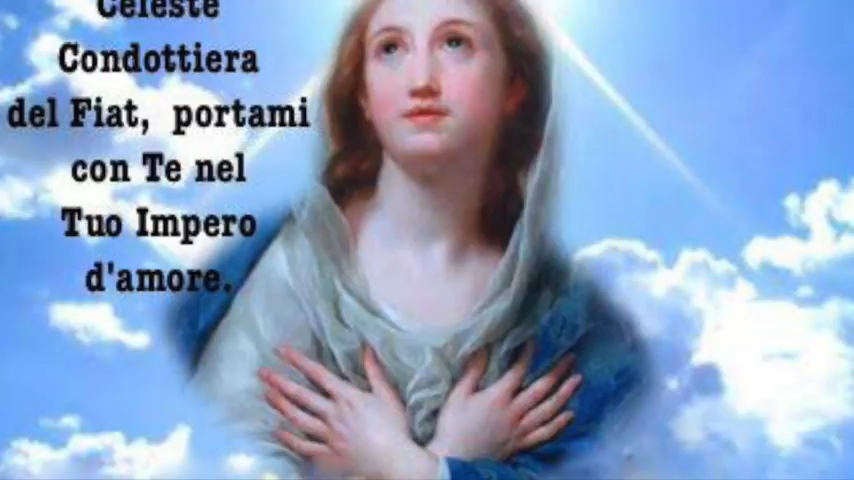 Celeste
Condottiera
del Fiat, portami
con Te nel
Tuo Impero
d'amore.